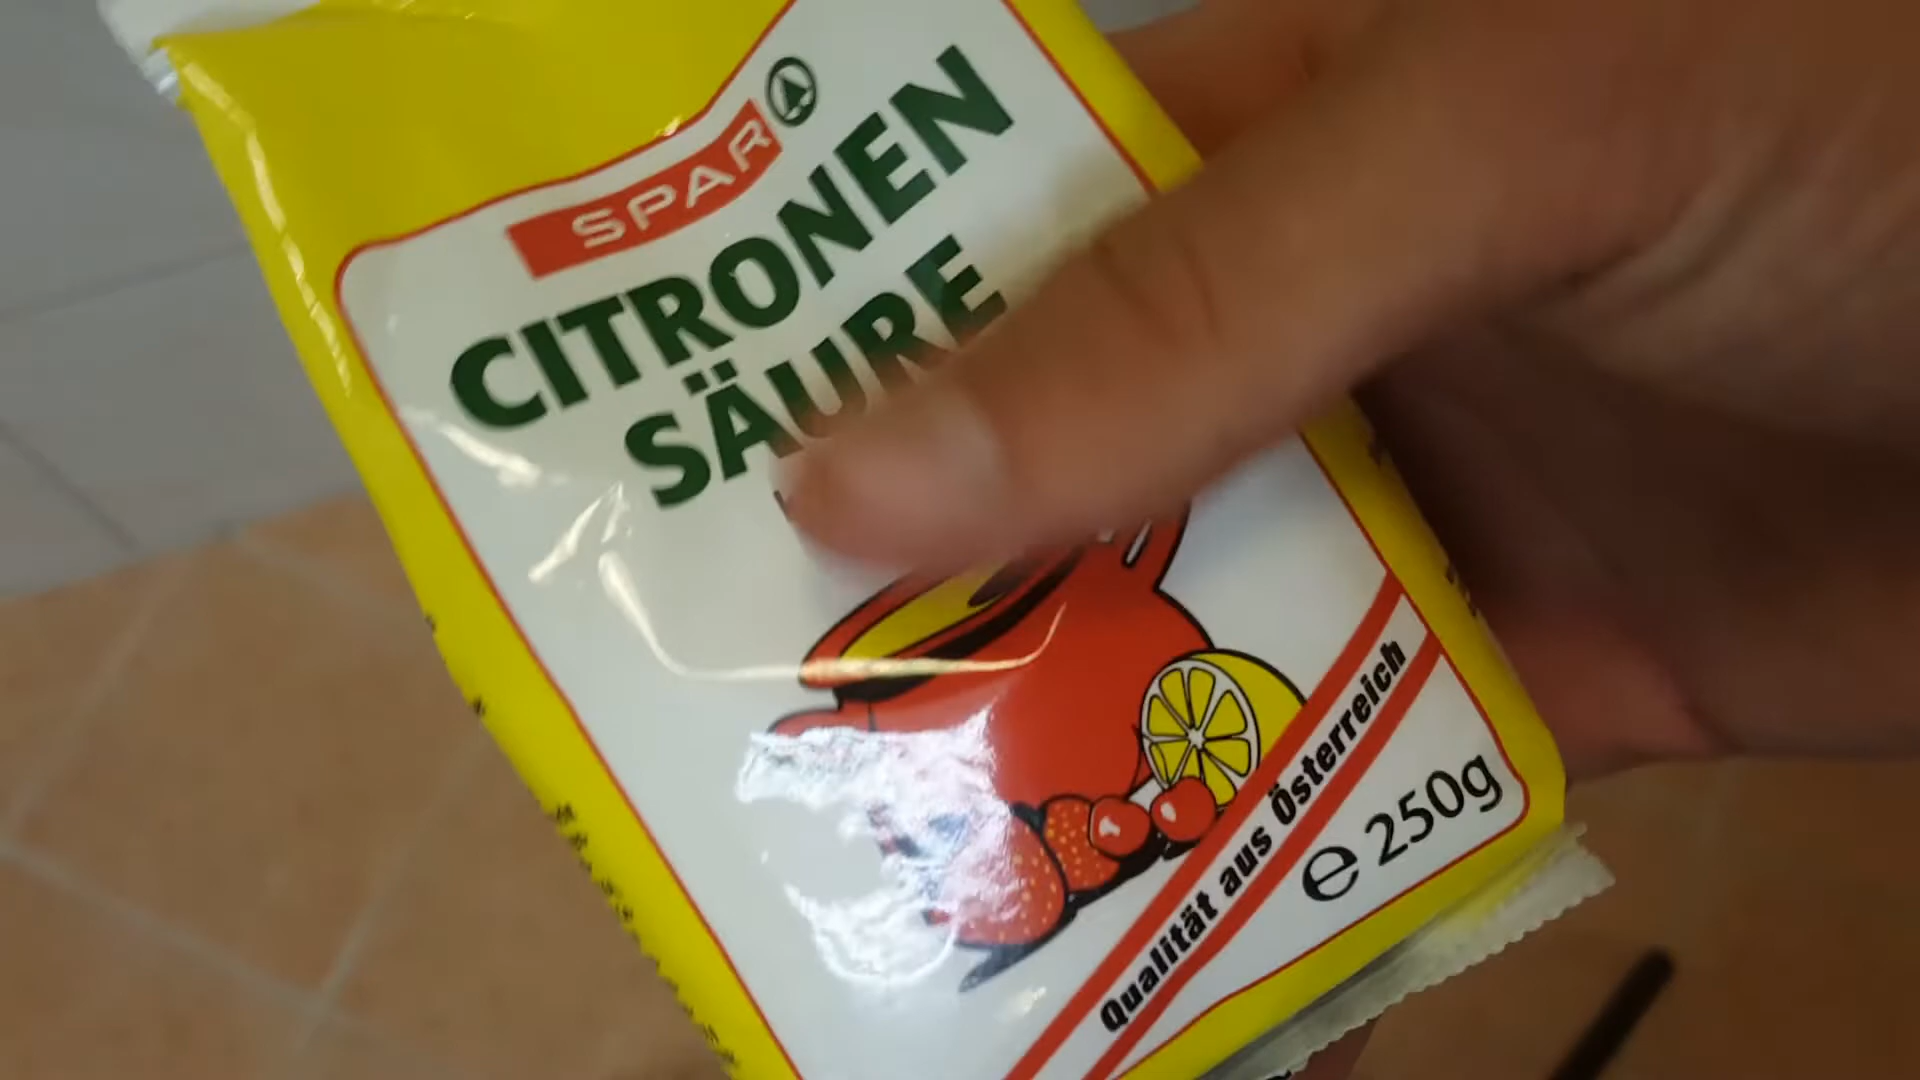 SPAR
CITRONEN
SÄURE
Qualität aus Österreich
e 250g